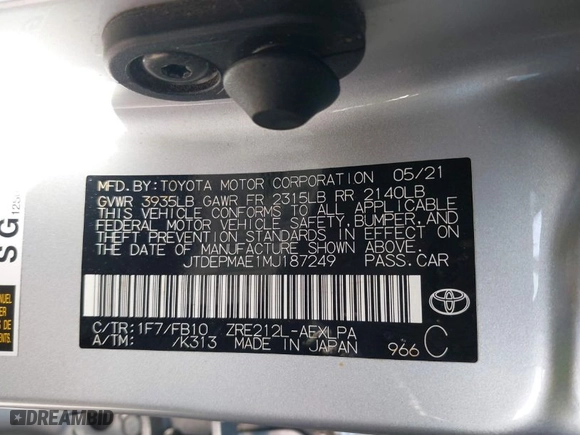 MFD. BY: TOYOTA MOTOR CORPORATION 05/21
GVWR 3935LB GAWR FR 2315LB RR 2140LB
THIS VEHICLE CONFORMS TO ALL APPLICABLE
FEDERAL MOTOR VEHICLE SAFETY, BUMPER, AND
THEFT PREVENTION STANDARDS IN EFFECT ON
THE DATE OF MANUFACTURE SHOWN ABOVE.
JTDEPMAE1MJ187249 PASS. CAR
C/TR: 1F7/FB10 ZRE212L-AEXLPA
A/TM: /K313 MADE IN JAPAN 966 C
TOYOTA
SG
DREAMBID